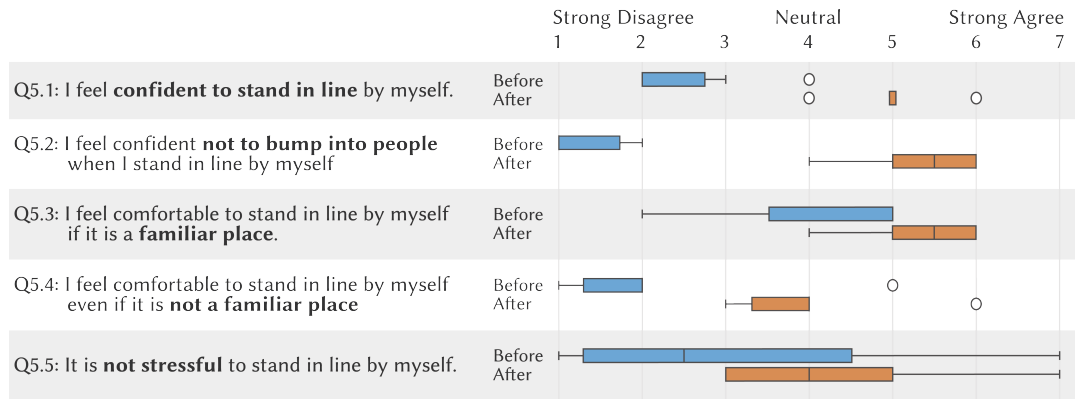 Strong Disagree Neutral Strong Agree
1 2 3 4 5 6 7
Q5.1: I feel confident to stand in line by myself.
Before
After
Q5.2: I feel confident not to bump into people
when I stand in line by myself
Before
After
Q5.3: I feel comfortable to stand in line by myself
if it is a familiar place.
Before
After
Q5.4: I feel comfortable to stand in line by myself
even if it is not a familiar place
Before
After
Q5.5: It is not stressful to stand in line by myself.
Before
After